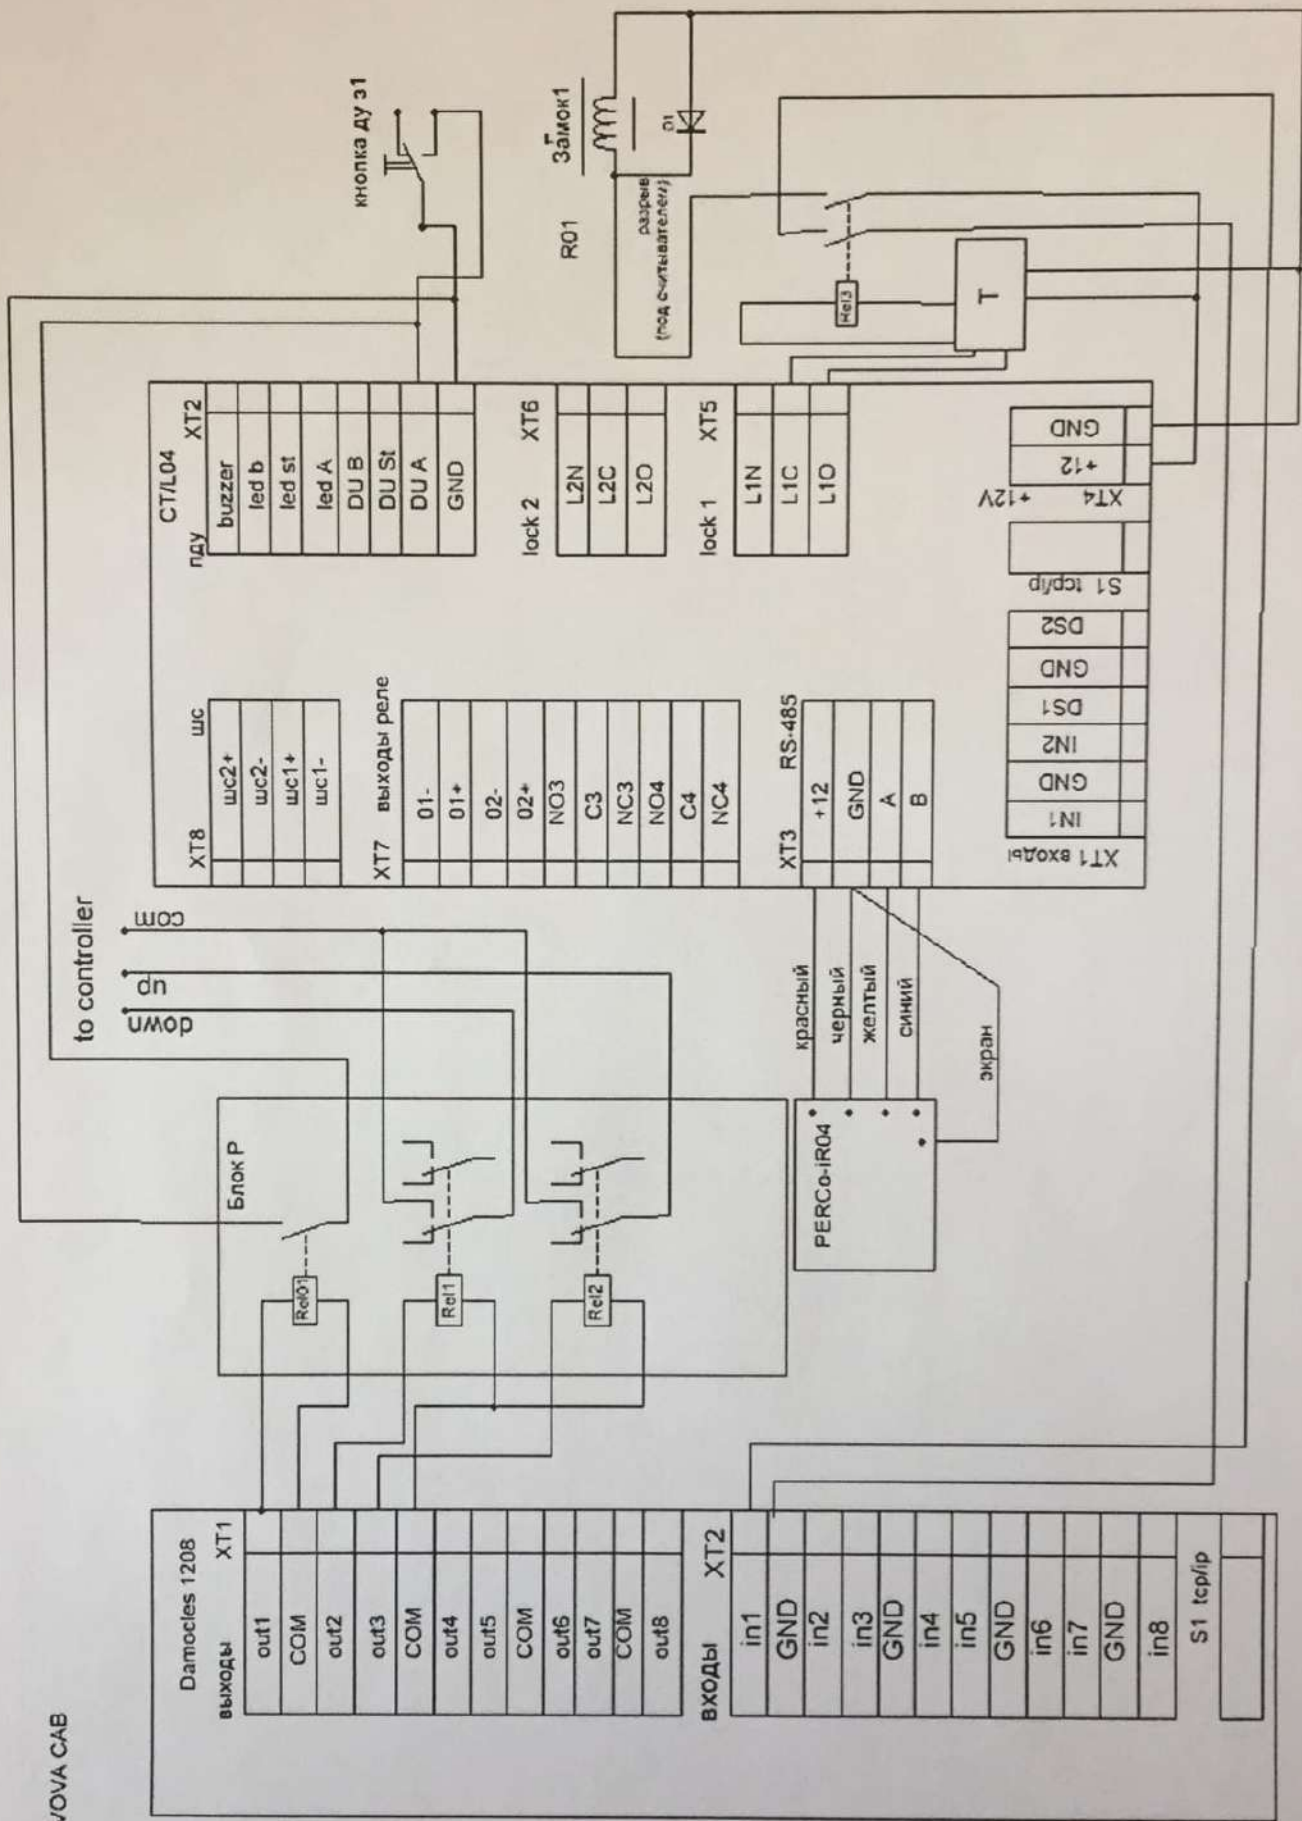 VOVA CAB
Damocles 1208
ВЫХОДЫ XT1
out1
COM
out2
out3
COM
out4
out5
COM
out6
out7
COM
out8
ВХОДЫ XT2
in1
GND
in2
in3
GND
in4
in5
GND
in6
in7
GND
in8
S1 tcp/ip
Блок Р
Rel01
Rel1
Rel2
to controller
down
up
com
PERCo-iR04
красный
черный
желтый
синий
экран
CT/L04
XT8 шс
шс2+
шс2-
шс1+
шс1-
XT7 выходы реле
01-
01+
02-
02+
NO3
C3
NC3
NO4
C4
NC4
XT3 RS-485
+12
GND
A
B
XT1 входы
IN1
GND
IN2
DS1
GND
DS2
S1 tcp/ip
XT4 +12V
+12
GND
пду XT2
buzzer
led b
led st
led A
DU B
DU St
DU A
GND
lock 2 XT6
L2N
L2C
L2O
lock 1 XT5
L1N
L1C
L1O
кнопка ду з1
Замок1
D1
R01
разрыв
(под считывателем)
Rel3
T